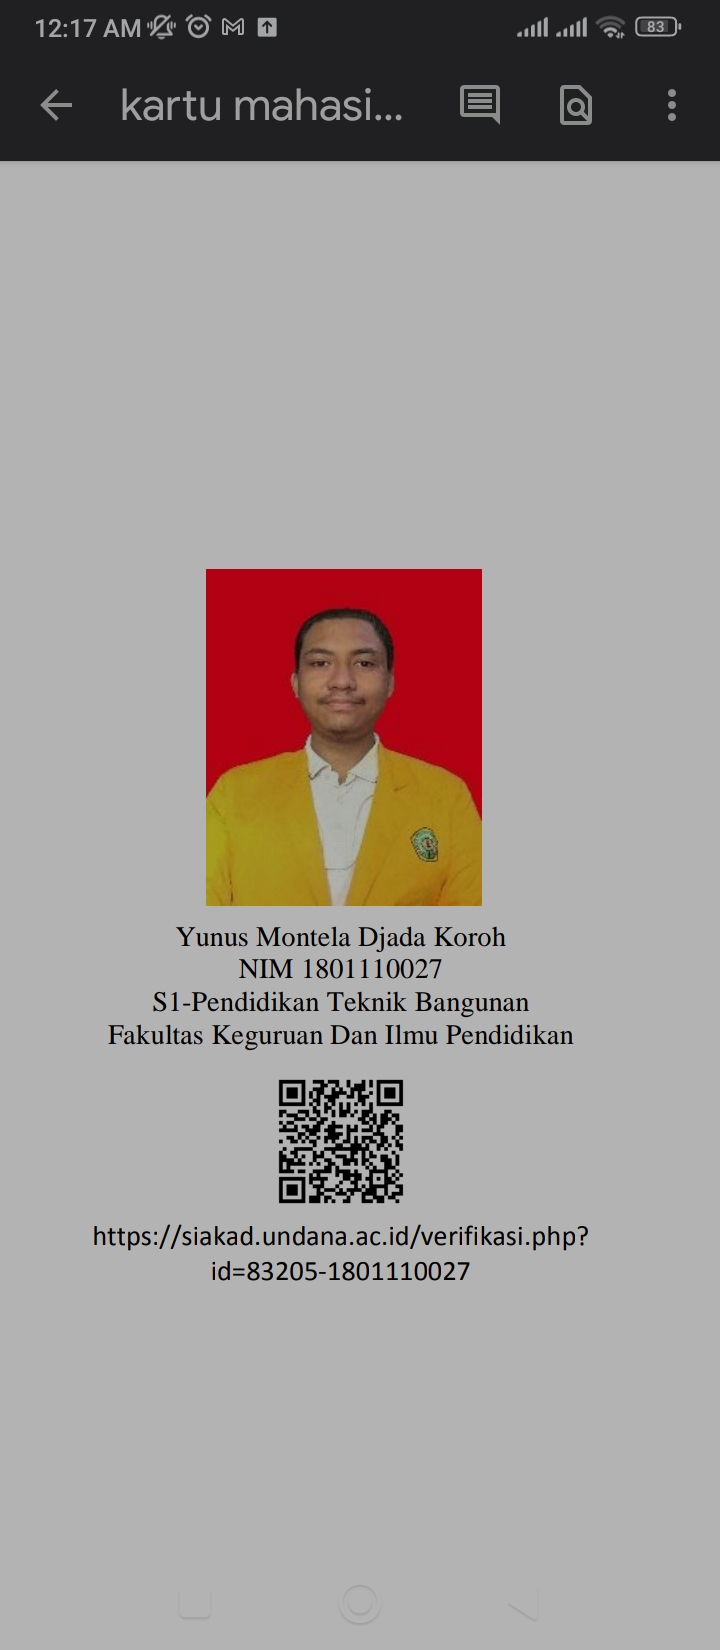 12:17 AM
83
kartu mahasi...
Yunus Montela Djada Koroh
NIM 1801110027
S1-Pendidikan Teknik Bangunan
Fakultas Keguruan Dan Ilmu Pendidikan
https://siakad.undana.ac.id/verifikasi.php?
id=83205-1801110027